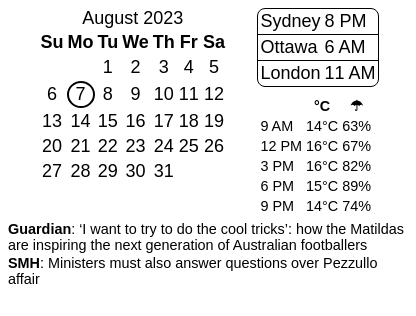 August 2023
Su Mo Tu We Th Fr Sa
1 2 3 4 5
6 7 8 9 10 11 12
13 14 15 16 17 18 19
20 21 22 23 24 25 26
27 28 29 30 31
Sydney 8 PM
Ottawa 6 AM
London 11 AM
°C ☂
9 AM 14°C 63%
12 PM 16°C 67%
3 PM 16°C 82%
6 PM 15°C 89%
9 PM 14°C 74%
Guardian: ‘I want to try to do the cool tricks’: how the Matildas
are inspiring the next generation of Australian footballers
SMH: Ministers must also answer questions over Pezzullo
affair